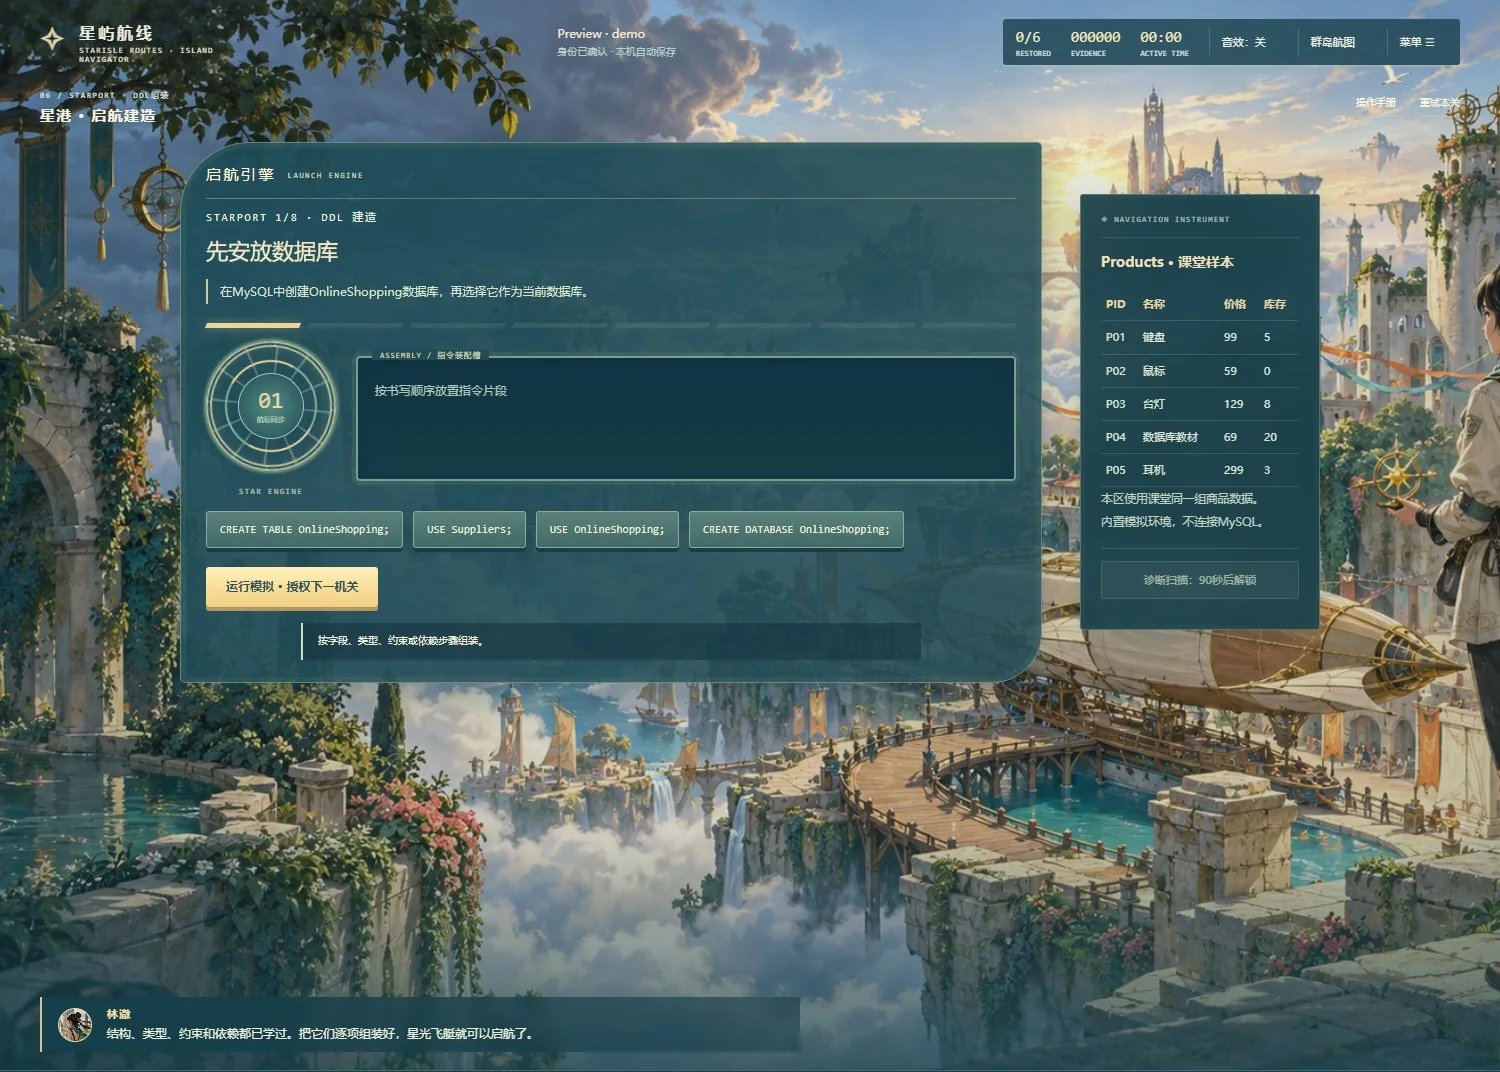 星屿航线
STARISLE ROUTES · ISLAND
NAVIGATOR
Preview · demo
身份已确认 · 本机自动保存
0/6
RESTORED
000000
EVIDENCE
00:00
ACTIVE TIME
音效：关
群岛航图
菜单 ☰
06 / STARPORT · DDL组装
星港 · 启航建造
操作手册
重试本关
启航引擎 LAUNCH ENGINE
STARPORT 1/8 · DDL 建造
先安放数据库
在MySQL中创建OnlineShopping数据库，再选择它作为当前数据库。
01
航标同步
STAR ENGINE
ASSEMBLY / 指令装配槽
按书写顺序放置指令片段
CREATE TABLE OnlineShopping;
USE Suppliers;
USE OnlineShopping;
CREATE DATABASE OnlineShopping;
运行模拟 · 授权下一机关
按字段、类型、约束或依赖步骤组装。
◆ NAVIGATION INSTRUMENT
Products · 课堂样本
PID 名称 价格 库存
P01 键盘 99 5
P02 鼠标 59 0
P03 台灯 129 8
P04 数据库教材 69 20
P05 耳机 299 3
本区使用课堂同一组商品数据。
内置模拟环境，不连接MySQL。
诊断扫描：90秒后解锁
林澈
结构、类型、约束和依赖都已学过。把它们逐项组装好，星光飞艇就可以启航了。